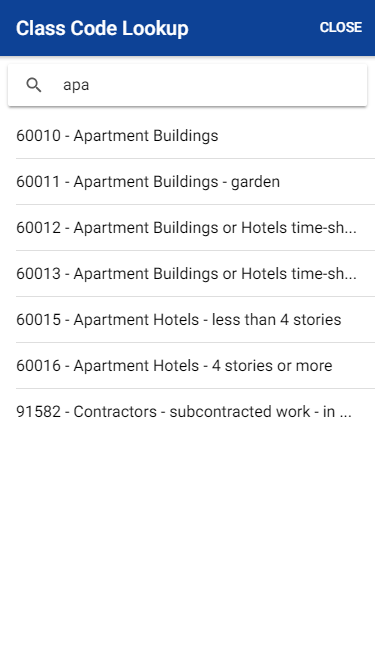 Class Code Lookup
CLOSE
apa
60010 - Apartment Buildings
60011 - Apartment Buildings - garden
60012 - Apartment Buildings or Hotels time-sh...
60013 - Apartment Buildings or Hotels time-sh...
60015 - Apartment Hotels - less than 4 stories
60016 - Apartment Hotels - 4 stories or more
91582 - Contractors - subcontracted work - in ...